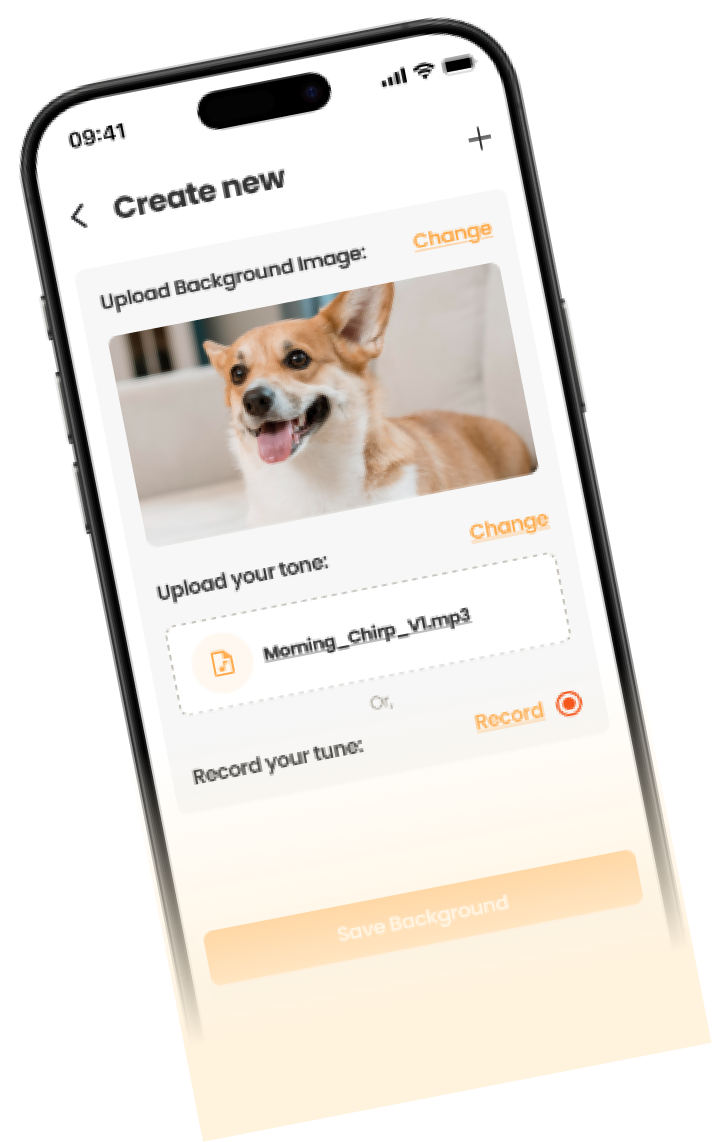 09:41
Create new
Upload Background Image:
Change
Upload your tone:
Change
Morning_Chirp_V1.mp3
Or,
Record your tune:
Record
Save Background